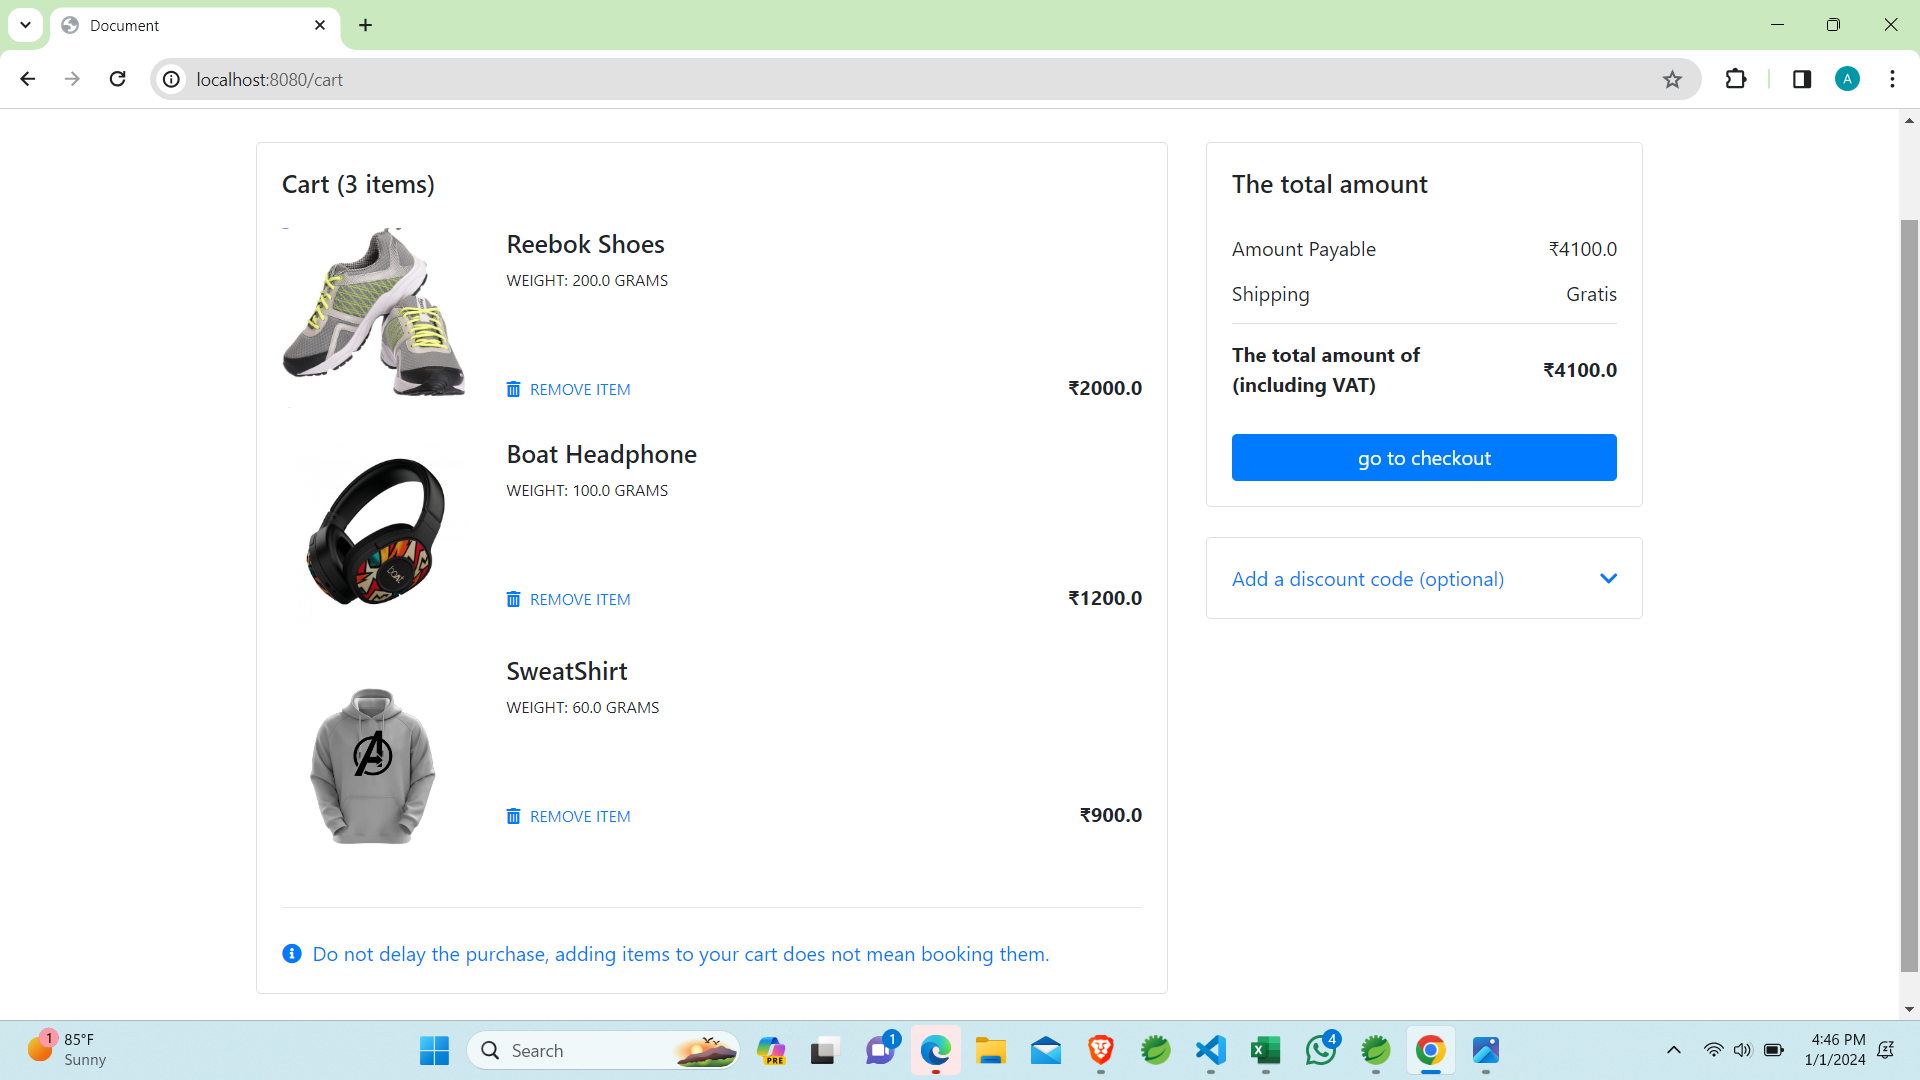 Document
localhost:8080/cart
A
Cart (3 items)
Reebok Shoes
WEIGHT: 200.0 GRAMS
REMOVE ITEM
₹2000.0
Boat Headphone
WEIGHT: 100.0 GRAMS
boAt
REMOVE ITEM
₹1200.0
SweatShirt
WEIGHT: 60.0 GRAMS
A
REMOVE ITEM
₹900.0
Do not delay the purchase, adding items to your cart does not mean booking them.
The total amount
Amount Payable ₹4100.0
Shipping Gratis
The total amount of
(including VAT)
₹4100.0
go to checkout
Add a discount code (optional)
1
85°F
Sunny
Search
PRE
1
4
4:46 PM
1/1/2024